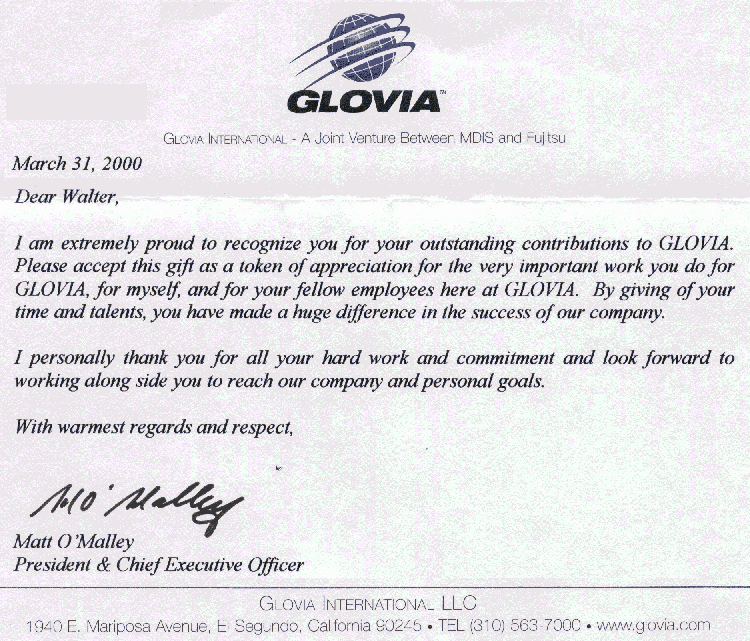 GLOVIA™
GLOVIA INTERNATIONAL - A Joint Venture Between MDIS and Fujitsu
March 31, 2000
Dear Walter,
I am extremely proud to recognize you for your outstanding contributions to GLOVIA.
Please accept this gift as a token of appreciation for the very important work you do for
GLOVIA, for myself, and for your fellow employees here at GLOVIA. By giving of your
time and talents, you have made a huge difference in the success of our company.
I personally thank you for all your hard work and commitment and look forward to
working along side you to reach our company and personal goals.
With warmest regards and respect,
M O'Malley
Matt O'Malley
President & Chief Executive Officer
GLOVIA INTERNATIONAL LLC
1940 E. Mariposa Avenue, El Segundo, California 90245 • TEL (310) 563-7000 • www.glovia.com